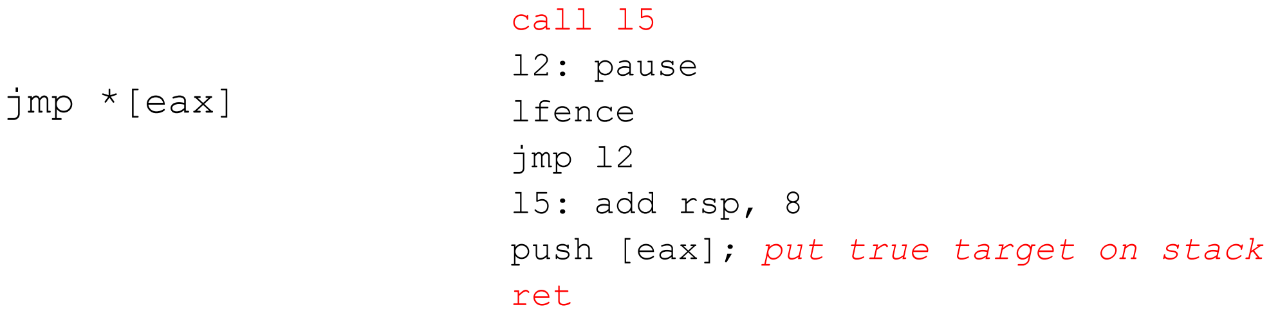 jmp *[eax]
call l5
l2: pause
lfence
jmp l2
l5: add rsp, 8
push [eax]; put true target on stack
ret